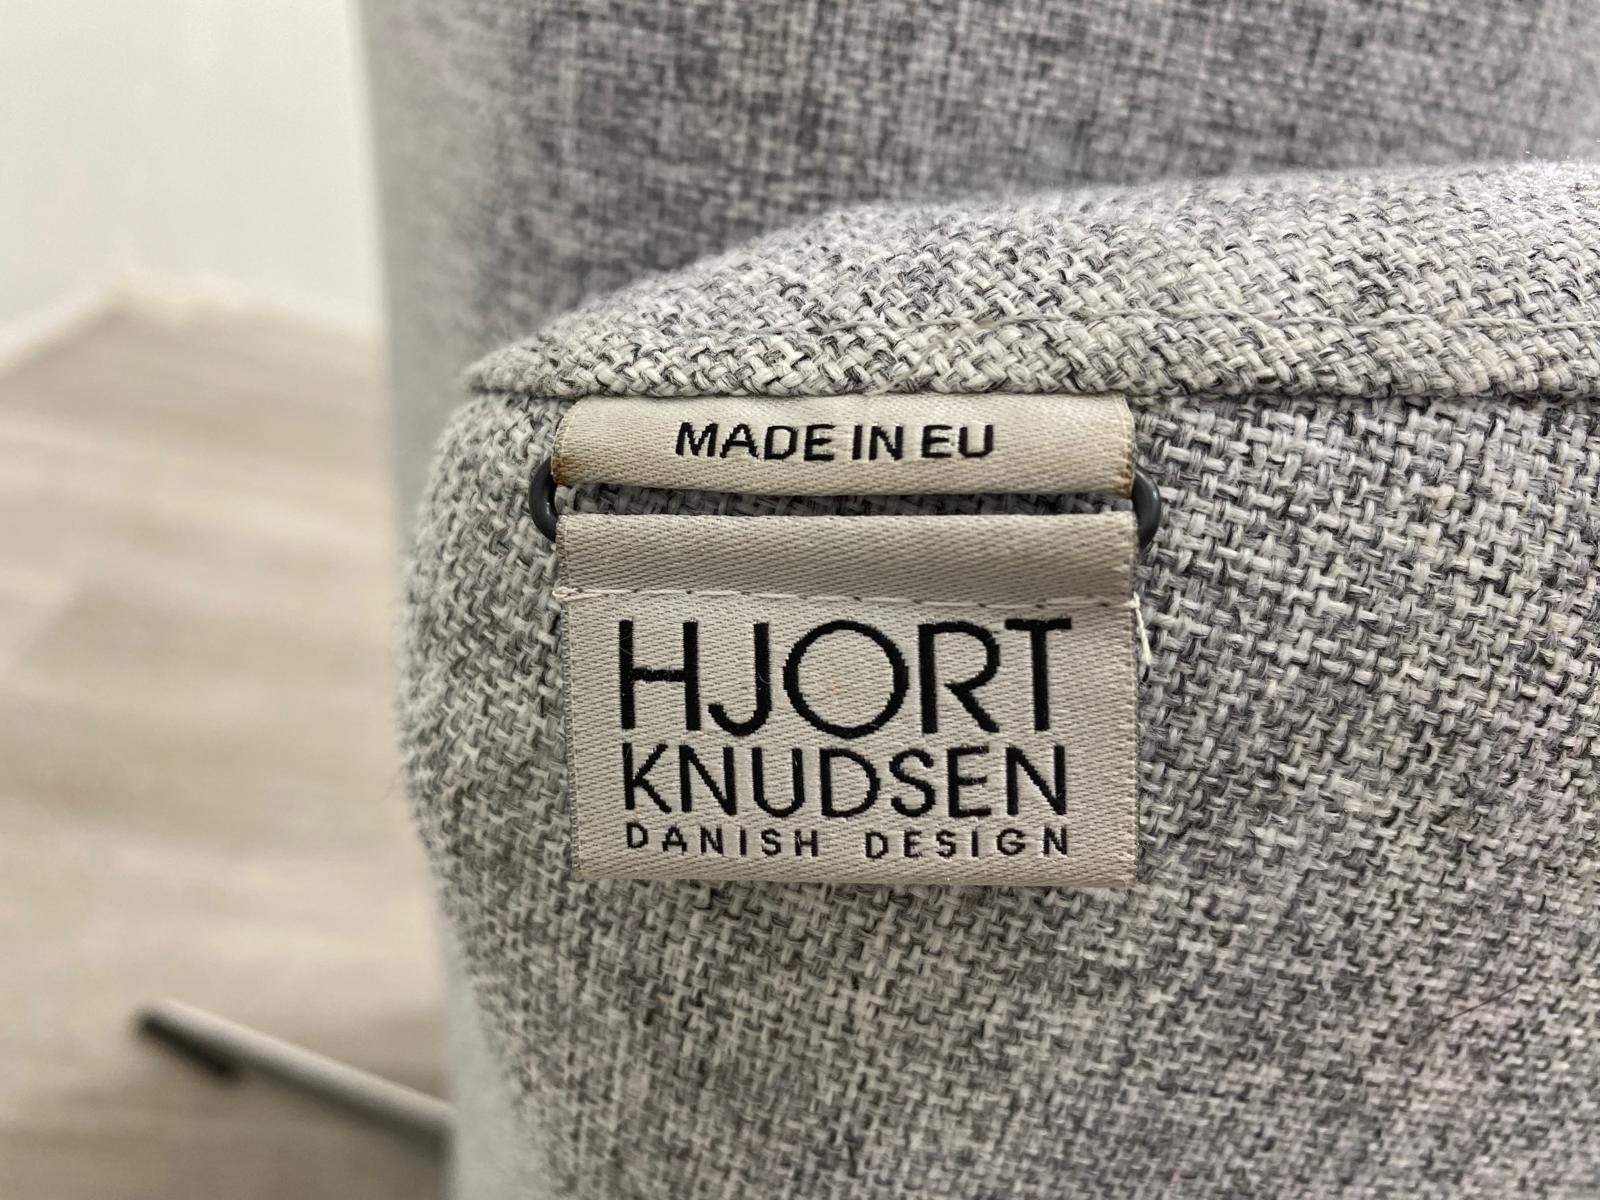 MADE IN EU
HJORT
KNUDSEN
DANISH DESIGN